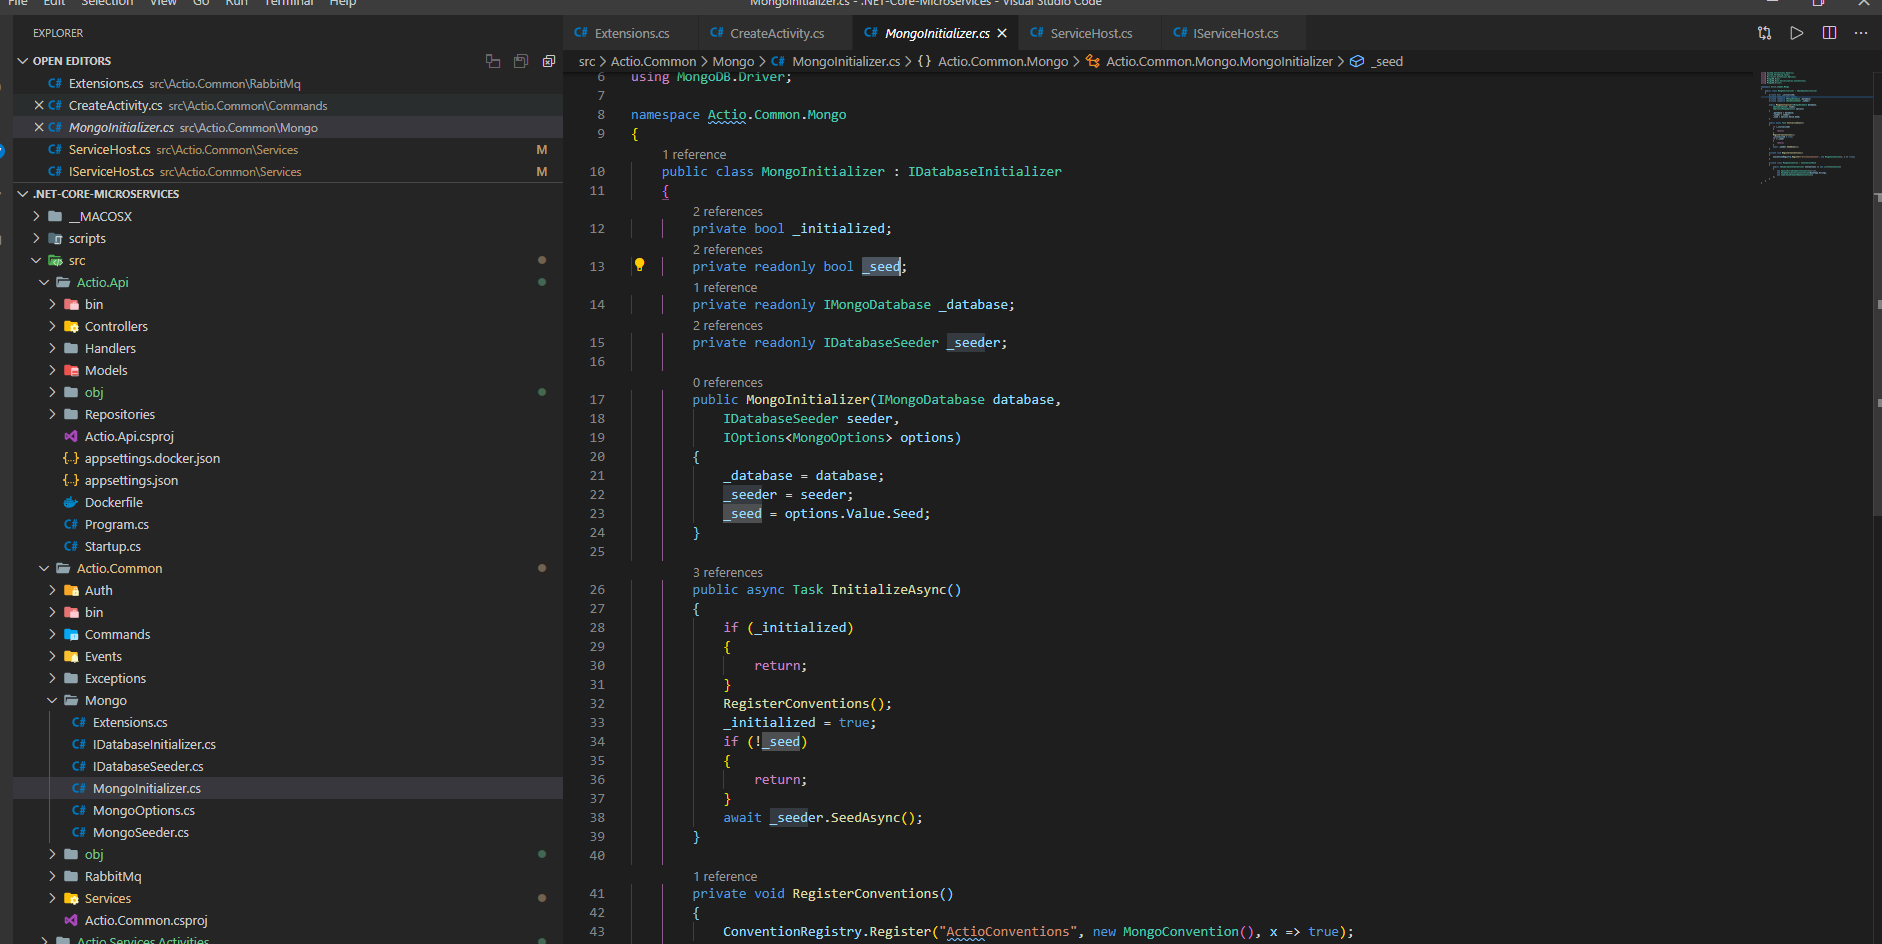 File Edit Selection View Go Run Terminal Help
MongoInitializer.cs - .NET-Core-Microservices - Visual Studio Code
EXPLORER
OPEN EDITORS
C# Extensions.cs src\Actio.Common\RabbitMq
C# CreateActivity.cs src\Actio.Common\Commands
C# MongoInitializer.cs src\Actio.Common\Mongo
C# ServiceHost.cs src\Actio.Common\Services M
C# IServiceHost.cs src\Actio.Common\Services M
.NET-CORE-MICROSERVICES
__MACOSX
scripts
src
Actio.Api
bin
Controllers
Handlers
Models
obj
Repositories
Actio.Api.csproj
{..} appsettings.docker.json
{..} appsettings.json
Dockerfile
C# Program.cs
C# Startup.cs
Actio.Common
Auth
bin
Commands
Events
Exceptions
Mongo
C# Extensions.cs
C# IDatabaseInitializer.cs
C# IDatabaseSeeder.cs
C# MongoInitializer.cs
C# MongoOptions.cs
C# MongoSeeder.cs
obj
RabbitMq
Services
Actio.Common.csproj
Actio.Services.Activities
C# Extensions.cs C# CreateActivity.cs C# MongoInitializer.cs C# ServiceHost.cs C# IServiceHost.cs
src > Actio.Common > Mongo > C# MongoInitializer.cs > {} Actio.Common.Mongo > Actio.Common.Mongo.MongoInitializer > _seed
6 using MongoDB.Driver;
7
8 namespace Actio.Common.Mongo
9 {
1 reference
10 public class MongoInitializer : IDatabaseInitializer
11 {
2 references
12 private bool _initialized;
2 references
13 private readonly bool _seed;
1 reference
14 private readonly IMongoDatabase _database;
2 references
15 private readonly IDatabaseSeeder _seeder;
16
0 references
17 public MongoInitializer(IMongoDatabase database,
18 IDatabaseSeeder seeder,
19 IOptions<MongoOptions> options)
20 {
21 _database = database;
22 _seeder = seeder;
23 _seed = options.Value.Seed;
24 }
25
3 references
26 public async Task InitializeAsync()
27 {
28 if (_initialized)
29 {
30 return;
31 }
32 RegisterConventions();
33 _initialized = true;
34 if (!_seed)
35 {
36 return;
37 }
38 await _seeder.SeedAsync();
39 }
40
1 reference
41 private void RegisterConventions()
42 {
43 ConventionRegistry.Register("ActioConventions", new MongoConvention(), x => true);